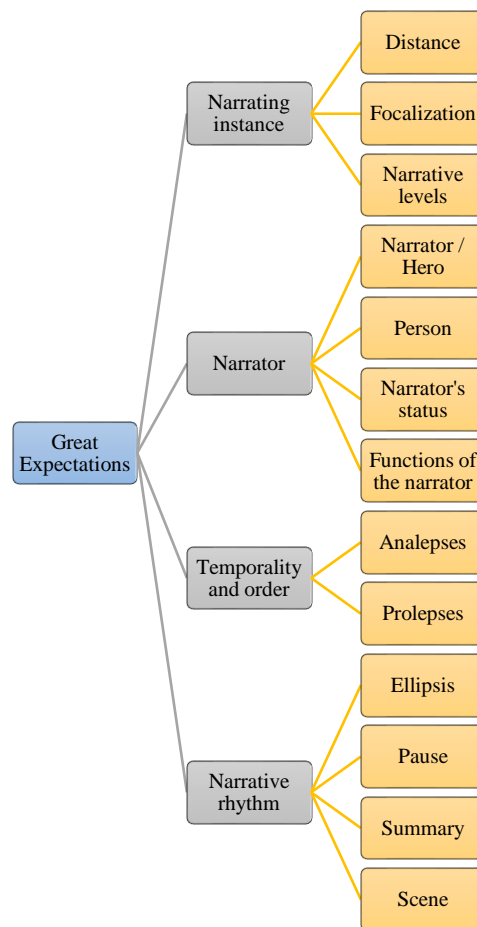 Great
Expectations
Narrating
instance
Distance
Focalization
Narrative
levels
Narrator
Narrator /
Hero
Person
Narrator's
status
Functions of
the narrator
Temporality
and order
Analepses
Prolepses
Narrative
rhythm
Ellipsis
Pause
Summary
Scene